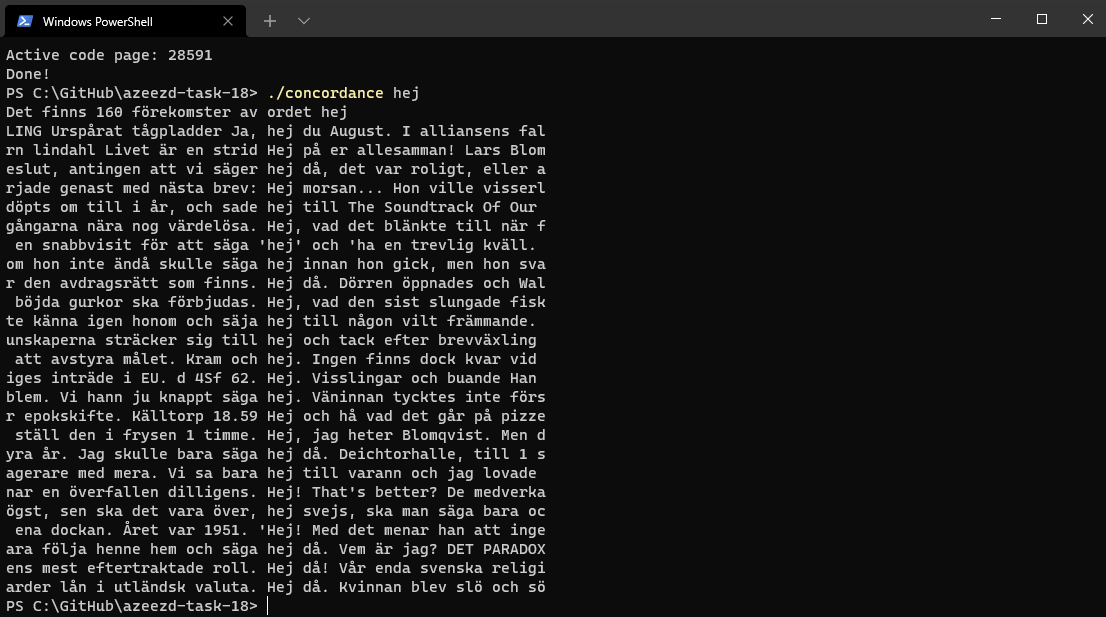 Windows PowerShell
Active code page: 28591
Done!
PS C:\GitHub\azeezd-task-18> ./concordance hej
Det finns 160 förekomster av ordet hej
LING Urspårat tågpladder Ja, hej du August. I alliansens fal
rn lindahl Livet är en strid Hej på er allesamman! Lars Blom
eslut, antingen att vi säger hej då, det var roligt, eller a
rjade genast med nästa brev: Hej morsan... Hon ville visserl
döpts om till i år, och sade hej till The Soundtrack Of Our
gångarna nära nog värdelösa. Hej, vad det blänkte till när f
 en snabbvisit för att säga 'hej' och 'ha en trevlig kväll.
om hon inte ändå skulle säga hej innan hon gick, men hon sva
r den avdragsrätt som finns. Hej då. Dörren öppnades och Wal
 böjda gurkor ska förbjudas. Hej, vad den sist slungade fisk
te känna igen honom och säja hej till någon vilt främmande.
unskaperna sträcker sig till hej och tack efter brevväxling
 att avstyra målet. Kram och hej. Ingen finns dock kvar vid
iges inträde i EU. d 4Sf 62. Hej. Visslingar och buande Han
blem. Vi hann ju knappt säga hej. Väninnan tycktes inte förs
r epokskifte. Källtorp 18.59 Hej och hå vad det går på pizze
 ställ den i frysen 1 timme. Hej, jag heter Blomqvist. Men d
yra år. Jag skulle bara säga hej då. Deichtorhalle, till 1 s
agerare med mera. Vi sa bara hej till varann och jag lovade
nar en överfallen dilligens. Hej! That's better? De medverka
ögst, sen ska det vara över, hej svejs, ska man säga bara oc
 ena dockan. Året var 1951. 'Hej! Med det menar han att inge
ara följa henne hem och säga hej då. Vem är jag? DET PARADOX
ens mest eftertraktade roll. Hej då! Vår enda svenska religi
arder lån i utländsk valuta. Hej då. Kvinnan blev slö och sö
PS C:\GitHub\azeezd-task-18>